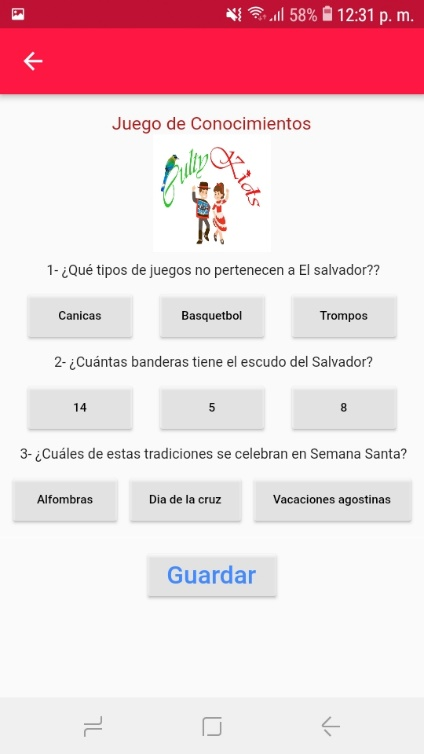 58% 12:31 p. m.
Juego de Conocimientos
Kids
1- ¿Qué tipos de juegos no pertenecen a El salvador??
Canicas Basquetbol Trompos
2- ¿Cuántas banderas tiene el escudo del Salvador?
14 5 8
3- ¿Cuáles de estas tradiciones se celebran en Semana Santa?
Alfombras Dia de la cruz Vacaciones agostinas
Guardar